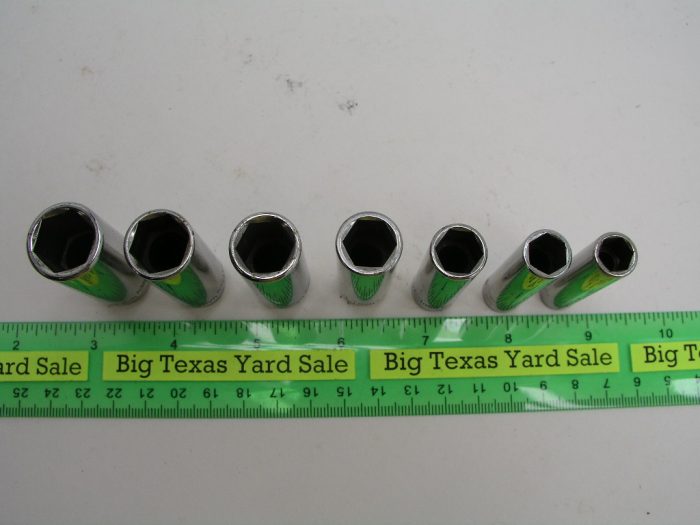 2 3 4 5 6 7 8 9 10
ard Sale
Big Texas Yard Sale
Big Texas Yard Sale
Big T
25 24 23 22 21 20 19 18 17 16 15 14 13 12 11 10 9 8 7 6 5